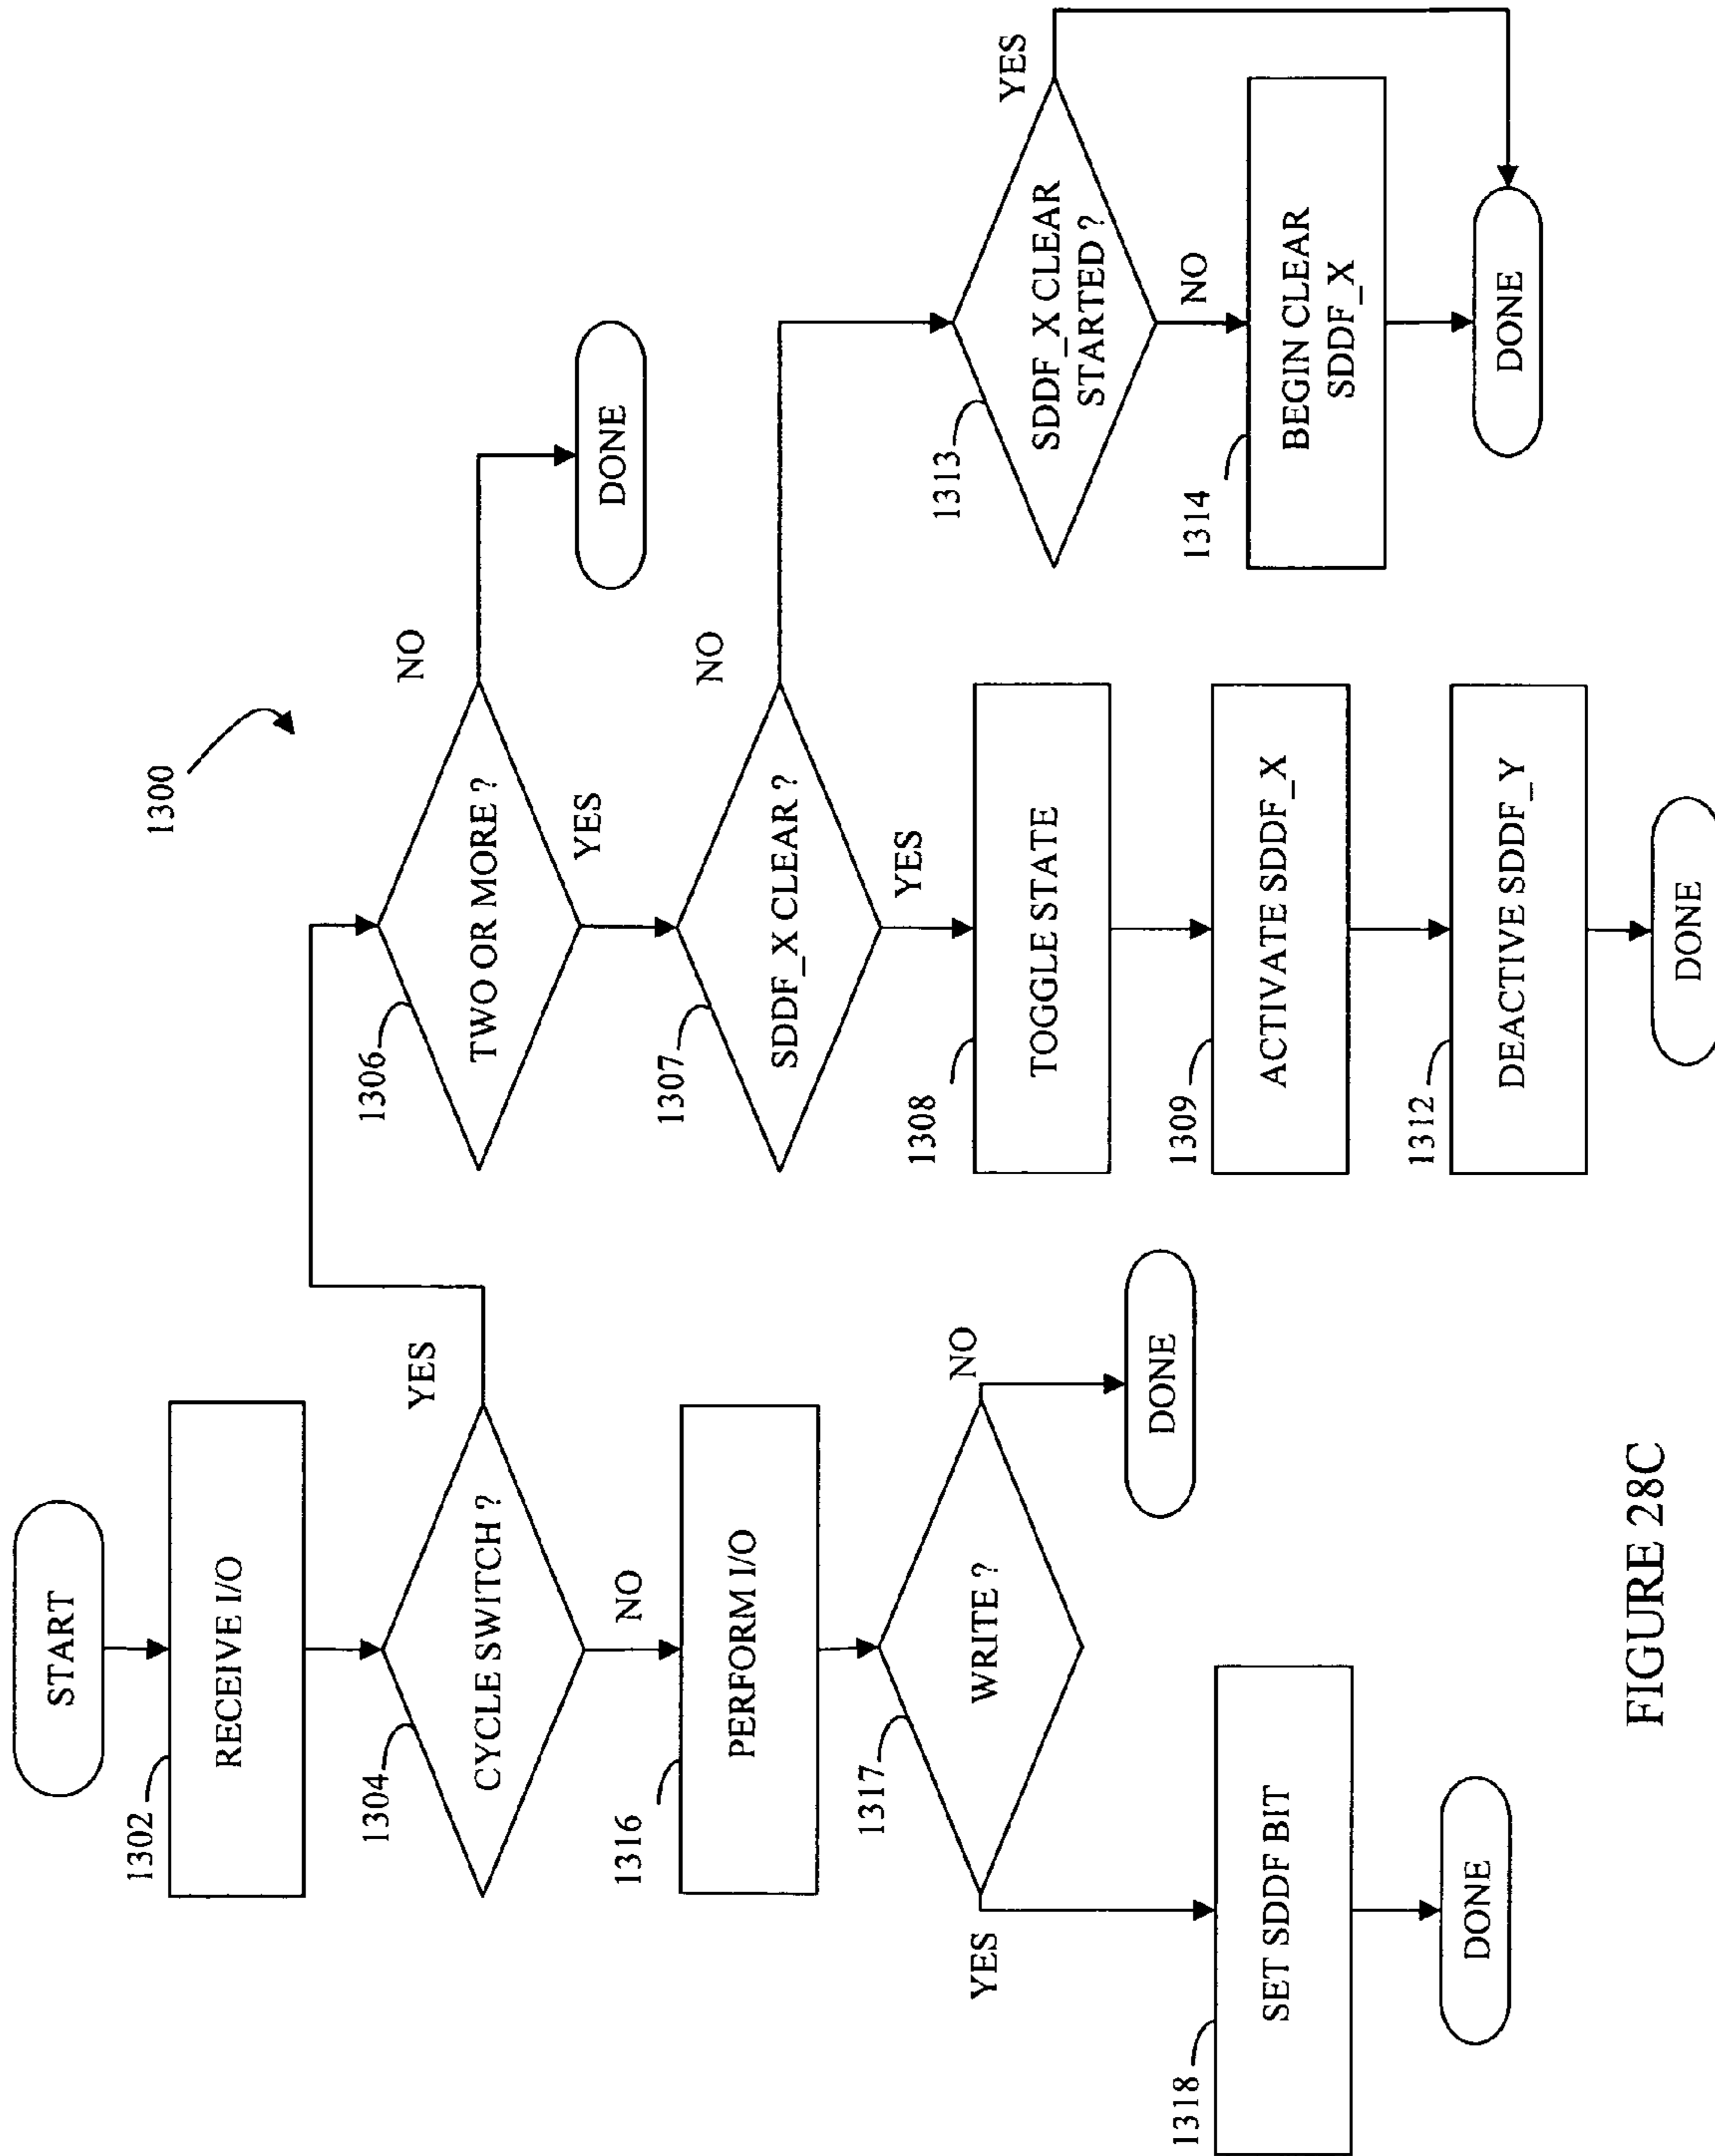 1300
START
1302
RECEIVE I/O
1304
CYCLE SWITCH ?
YES
NO
1316
PERFORM I/O
1317
WRITE ?
NO
DONE
YES
1318
SET SDDF BIT
DONE
1306
TWO OR MORE ?
NO
DONE
YES
1307
SDDF_X CLEAR ?
NO
YES
1308
TOGGLE STATE
1309
ACTIVATE SDDF_X
1312
DEACTIVE SDDF_Y
DONE
1313
SDDF_X CLEAR
STARTED ?
YES
NO
1314
BEGIN CLEAR
SDDF_X
DONE
FIGURE 28C